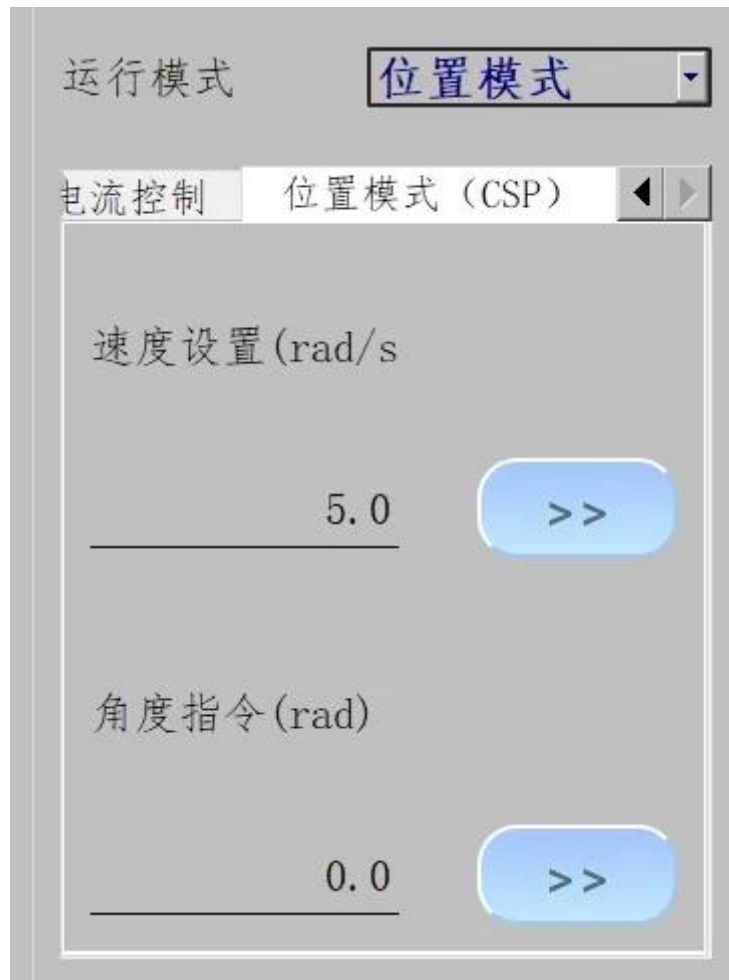 运行模式 位置模式
电流控制 位置模式（CSP）
速度设置(rad/s
5.0 >>
角度指令(rad)
0.0 >>